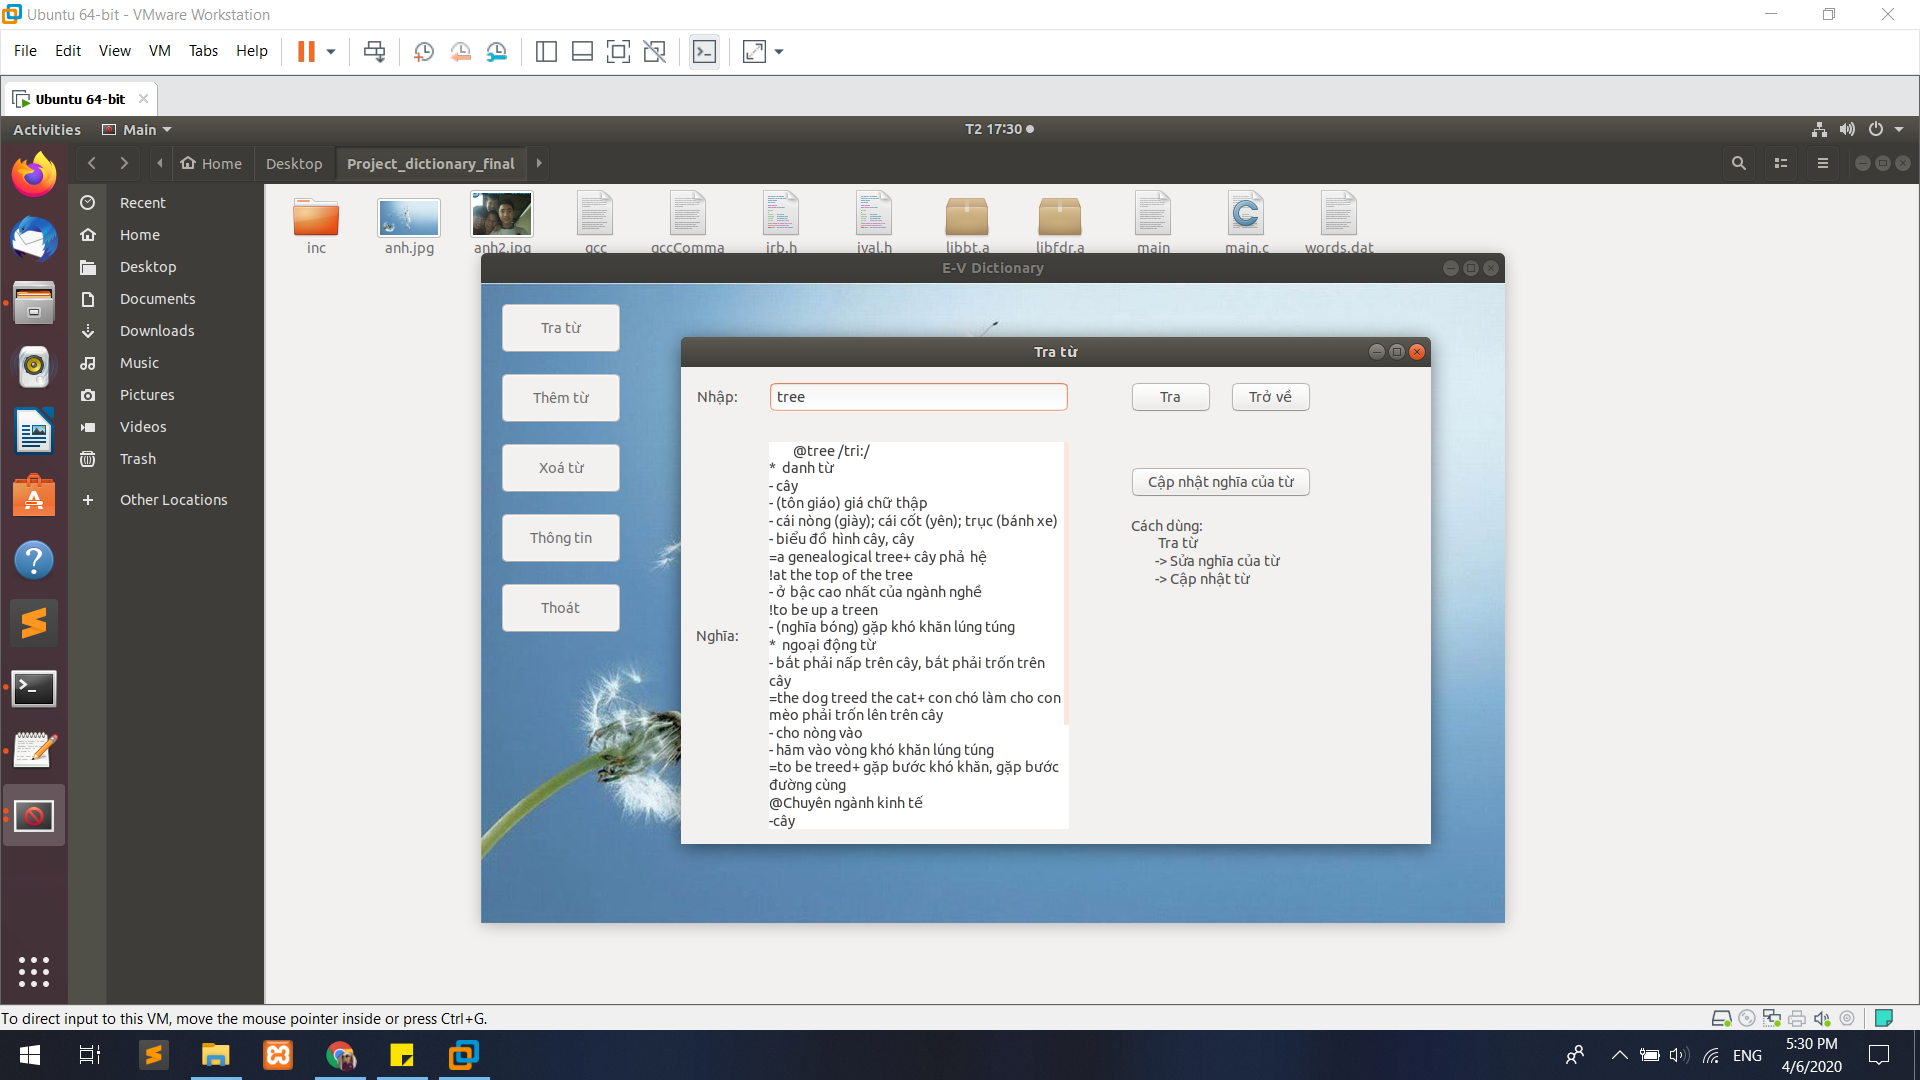 Ubuntu 64-bit - VMware Workstation
File Edit View VM Tabs Help
Ubuntu 64-bit
Activities Main T2 17:30
Home Desktop Project_dictionary_final
Recent
Home
Desktop
Documents
Downloads
Music
Pictures
Videos
Trash
Other Locations
inc anh.jpg anh2.jpg gcc gccComma irb.h ival.h libbt.a libfdr.a main main.c words.dat
E-V Dictionary
Tra từ
Thêm từ
Xoá từ
Thông tin
Thoát
Tra từ
Nhập: tree Tra Trở về
Cập nhật nghĩa của từ
Cách dùng:
Tra từ
-> Sửa nghĩa của từ
-> Cập nhật từ
Nghĩa:
@tree /tri:/
* danh từ
- cây
- (tôn giáo) giá chữ thập
- cái nòng (giày); cái cốt (yên); trục (bánh xe)
- biểu đồ hình cây, cây
=a genealogical tree+ cây phả hệ
!at the top of the tree
- ở bậc cao nhất của ngành nghề
!to be up a treen
- (nghĩa bóng) gặp khó khăn lúng túng
* ngoại động từ
- bắt phải nấp trên cây, bắt phải trốn trên
cây
=the dog treed the cat+ con chó làm cho con
mèo phải trốn lên trên cây
- cho nòng vào
- hãm vào vòng khó khăn lúng túng
=to be treed+ gặp bước khó khăn, gặp bước
đường cùng
@Chuyên ngành kinh tế
-cây
To direct input to this VM, move the mouse pointer inside or press Ctrl+G.
ENG
5:30 PM
4/6/2020